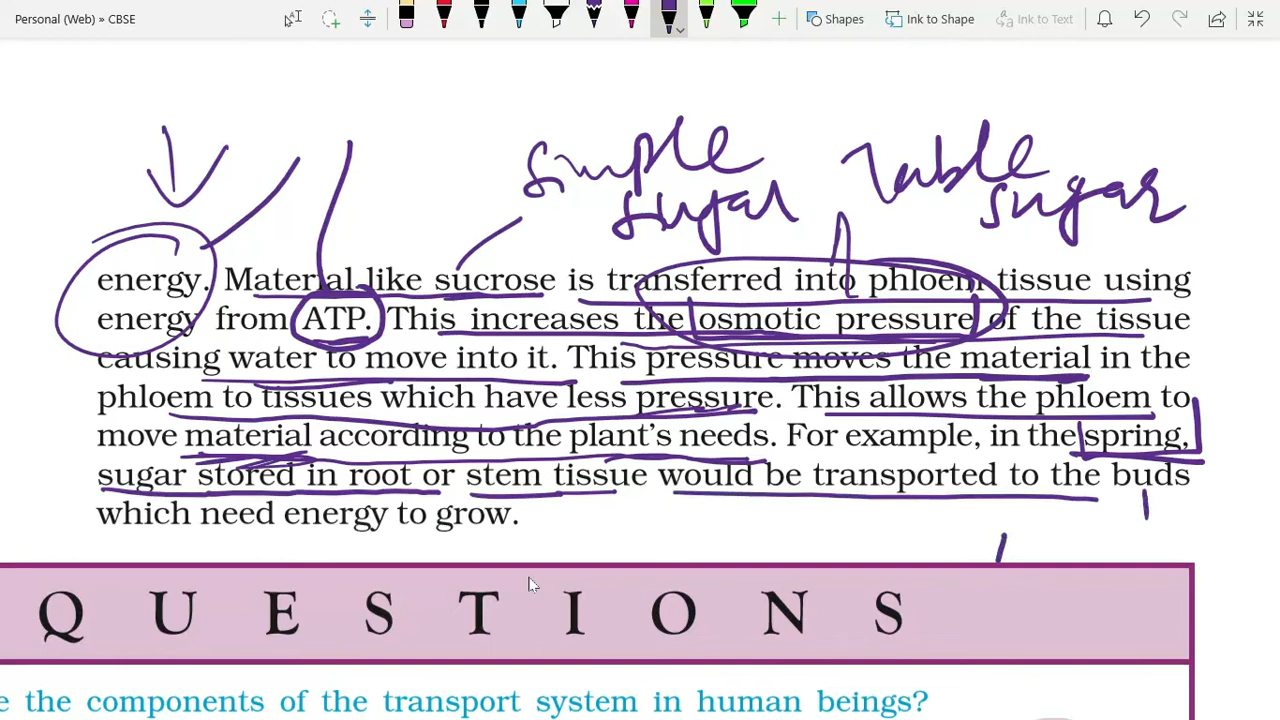 Personal (Web) » CBSE
Shapes
Ink to Shape
Ink to Text
simple
sugar
table
sugar
energy. Material like sucrose is transferred into phloem tissue using
energy from ATP. This increases the osmotic pressure of the tissue
causing water to move into it. This pressure moves the material in the
phloem to tissues which have less pressure. This allows the phloem to
move material according to the plant's needs. For example, in the spring,
sugar stored in root or stem tissue would be transported to the buds
which need energy to grow.
QUESTIONS
e the components of the transport system in human beings?